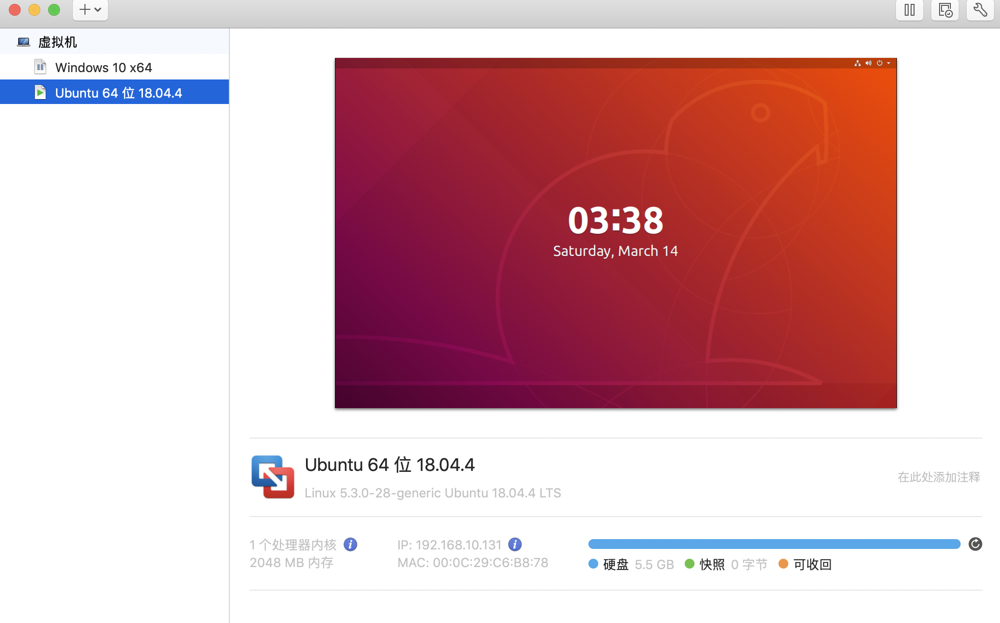 虚拟机
Windows 10 x64
Ubuntu 64 位 18.04.4
03:38
Saturday, March 14
Ubuntu 64 位 18.04.4
Linux 5.3.0-28-generic Ubuntu 18.04.4 LTS
在此处添加注释
1 个处理器内核
2048 MB 内存
IP: 192.168.10.131
MAC: 00:0C:29:C6:B8:78
硬盘 5.5 GB 快照 0 字节 可收回